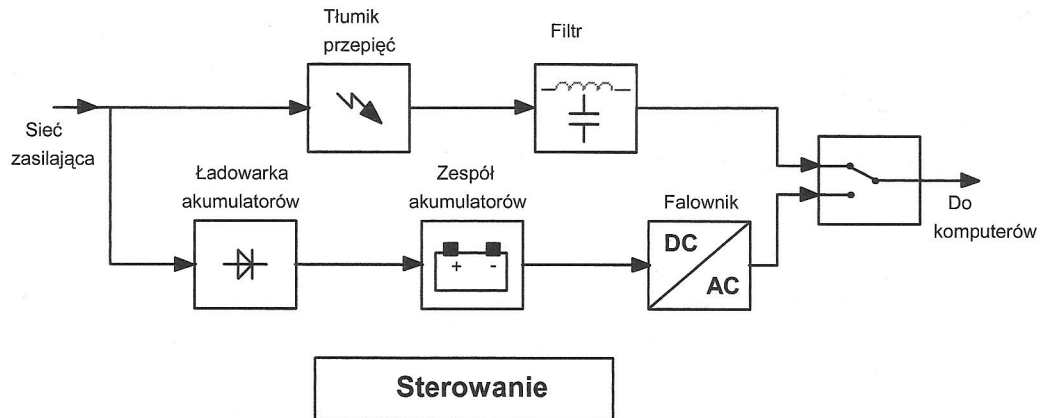 Tłumik
przepięć
Filtr
Sieć
zasilająca
Ładowarka
akumulatorów
Zespół
akumulatorów
+ -
Falownik
DC
AC
Do
komputerów
Sterowanie